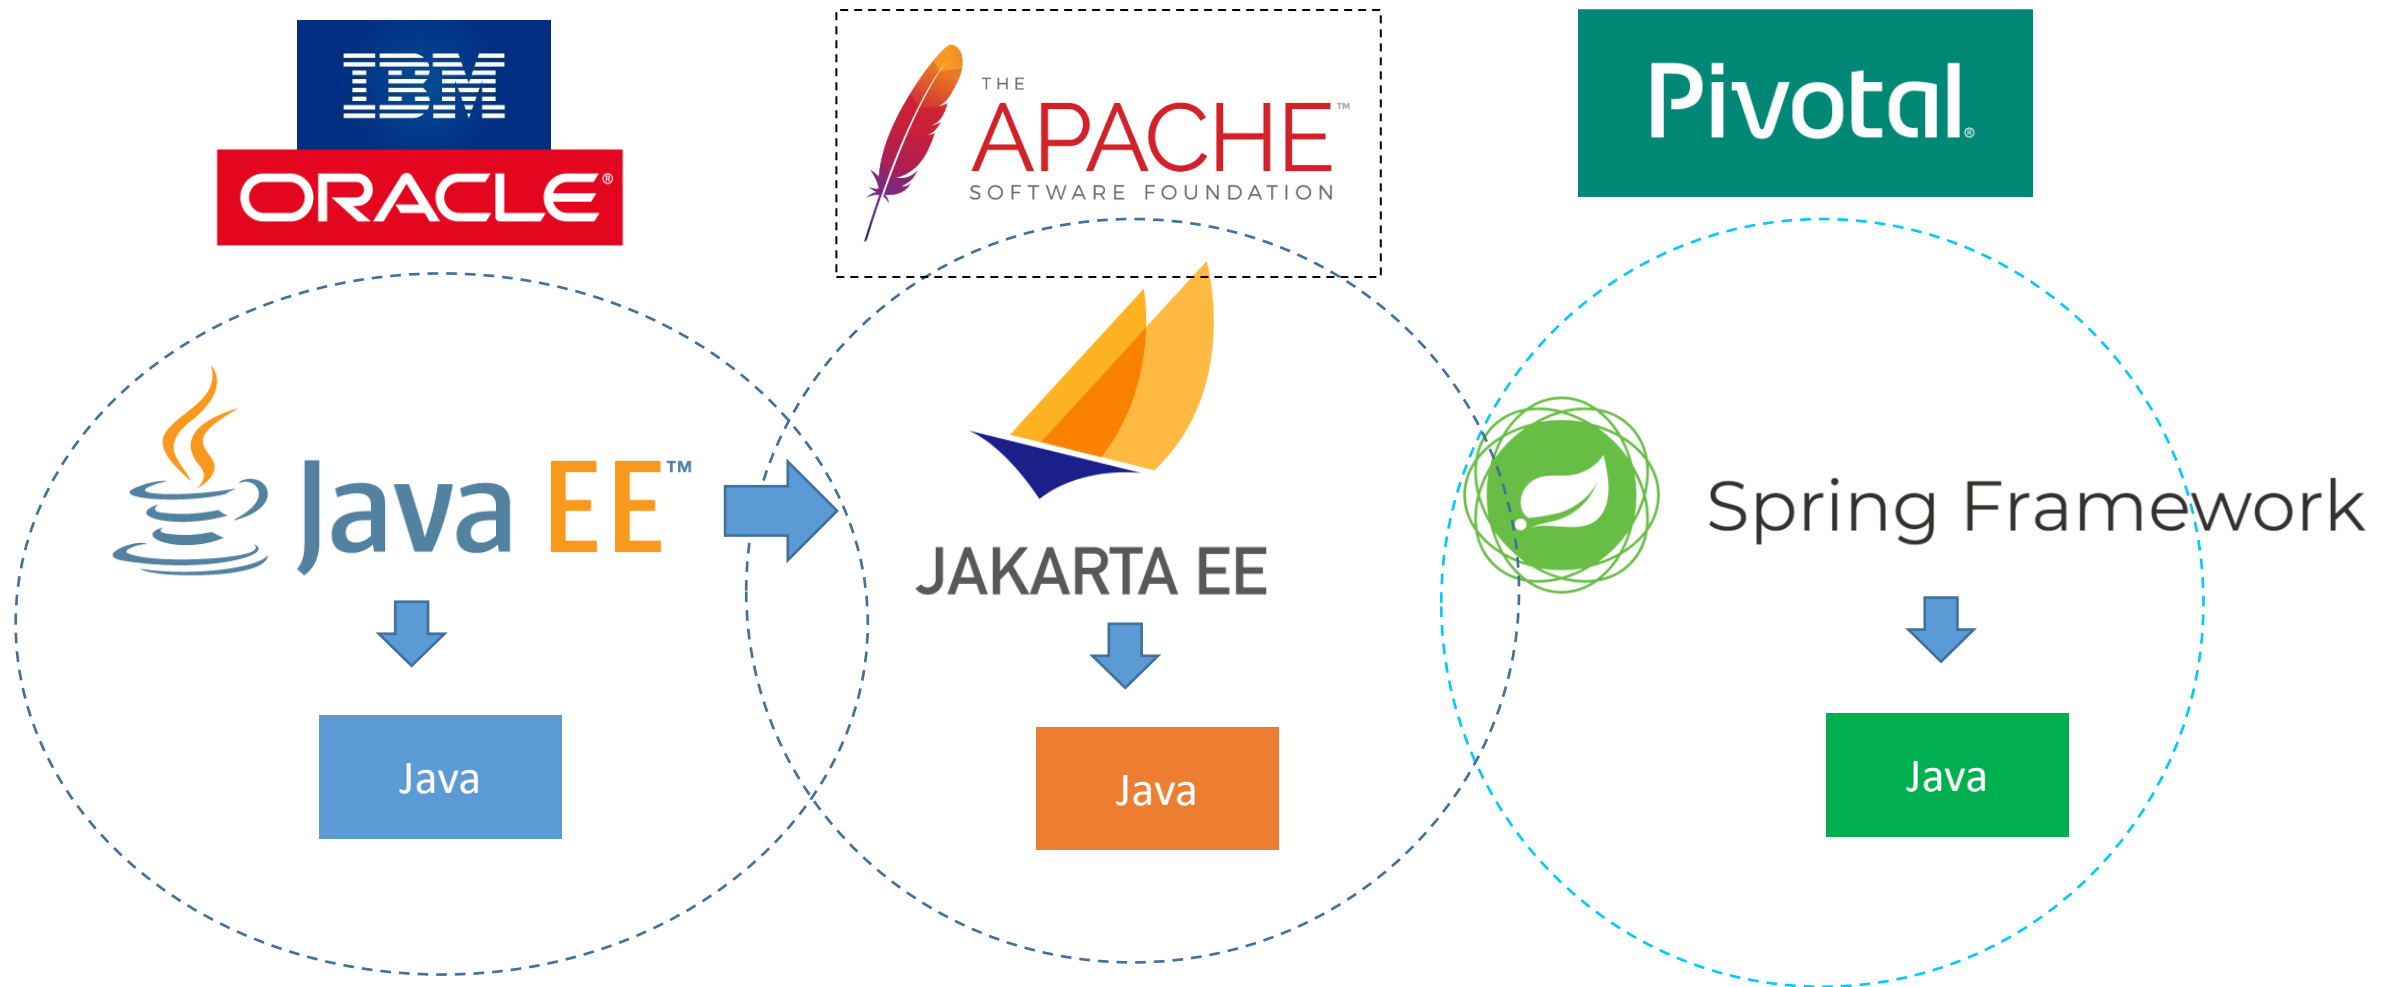 IBM
ORACLE®
THE
APACHE™
SOFTWARE FOUNDATION
Pivotal®
Java EE™
JAKARTA EE
Spring Framework
Java
Java
Java